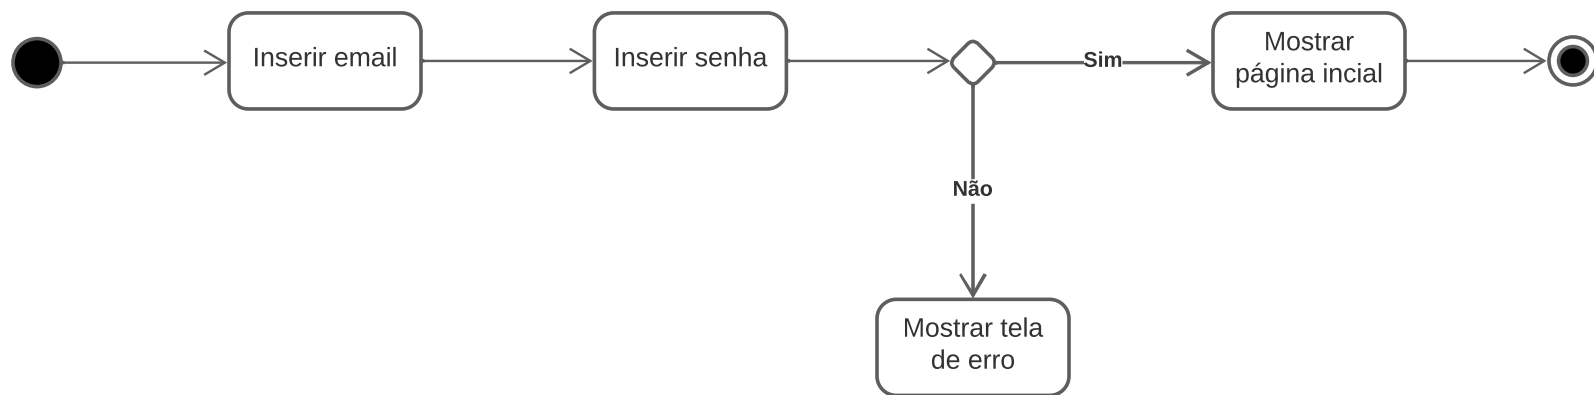 Inserir email
Inserir senha
Sim
Mostrar
página incial
Não
Mostrar tela
de erro